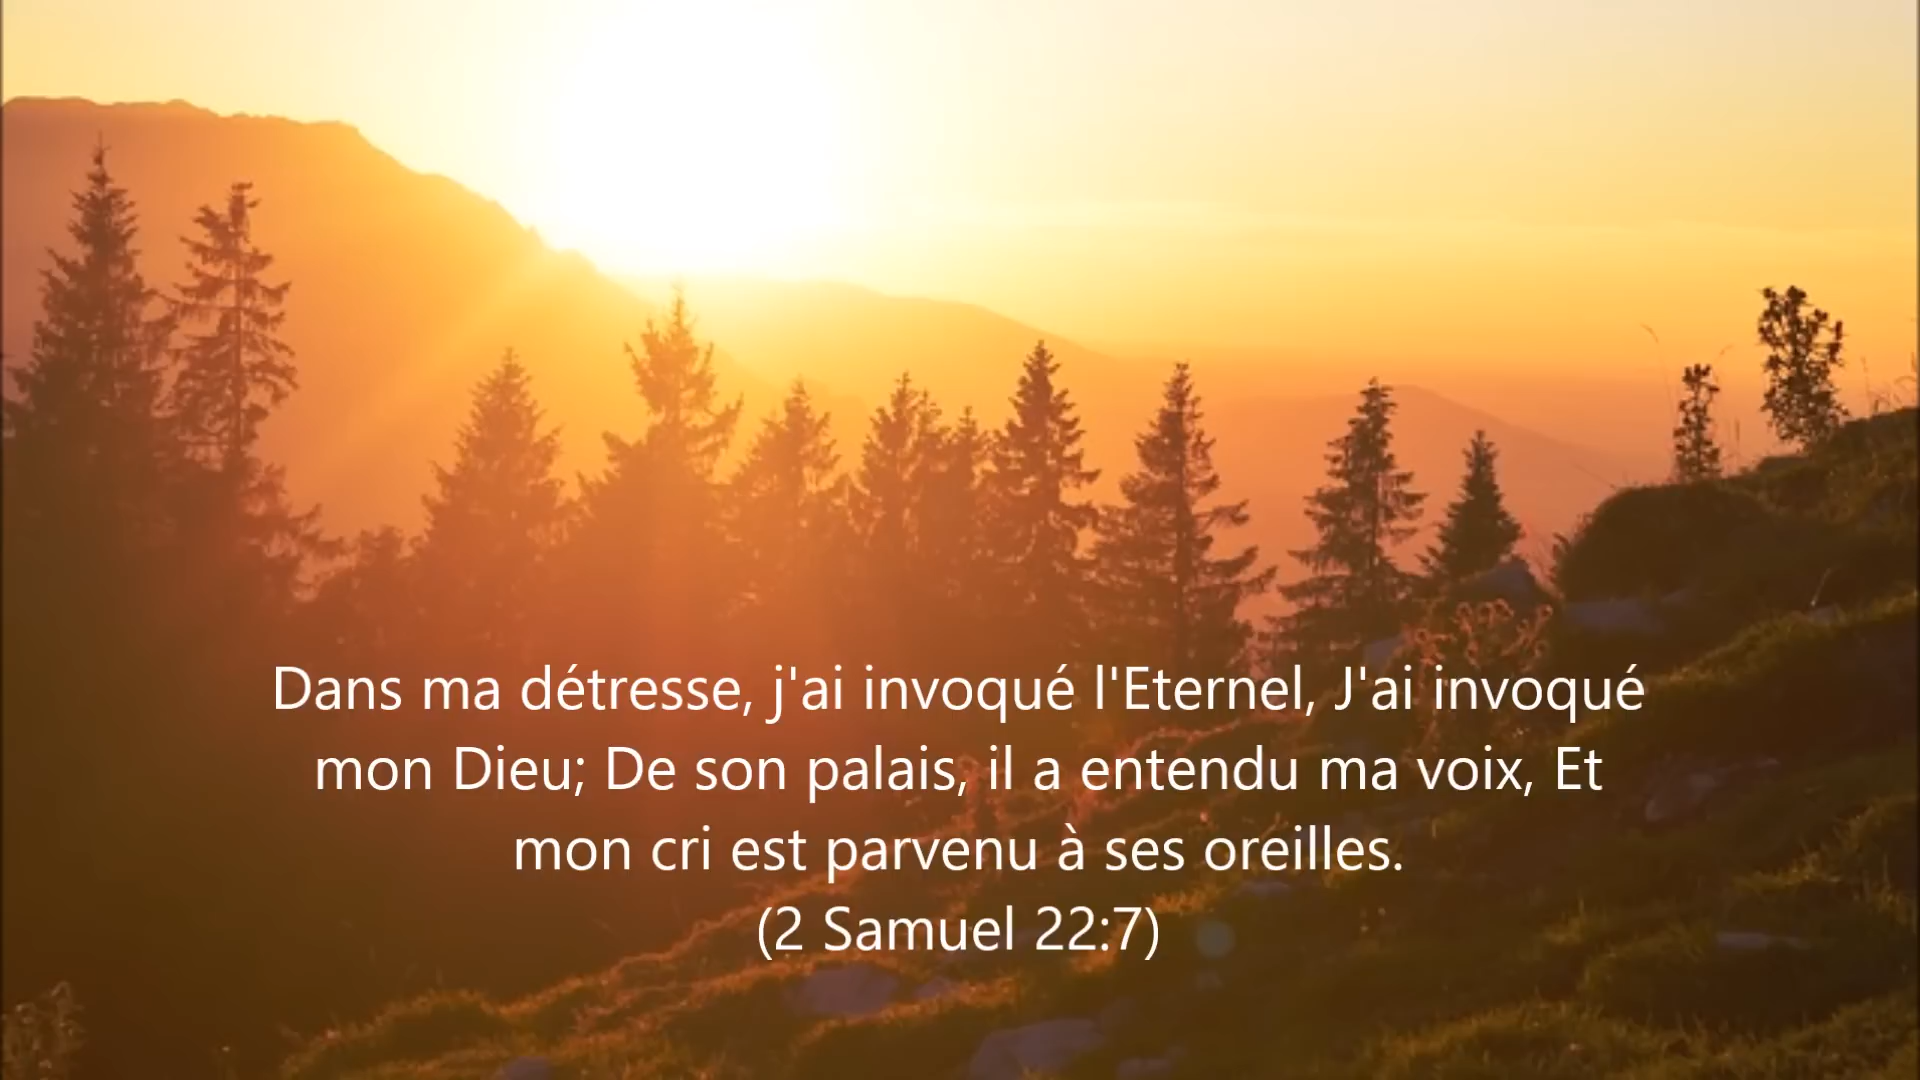 Dans ma détresse, j'ai invoqué l'Eternel, J'ai invoqué
mon Dieu; De son palais, il a entendu ma voix, Et
mon cri est parvenu à ses oreilles.
(2 Samuel 22:7)